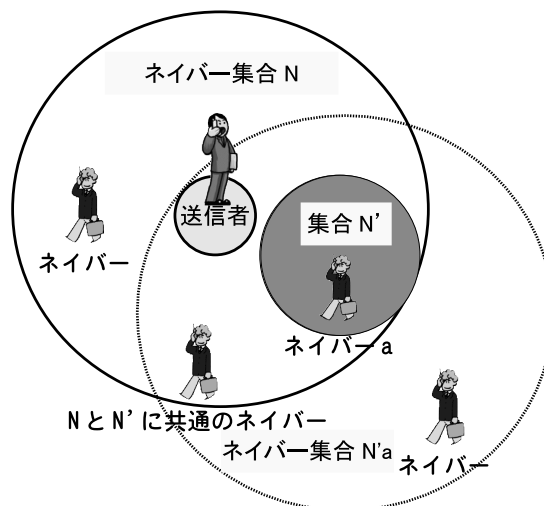 ネイバー集合 N
送信者
集合 N'
ネイバー
ネイバー a
N と N' に共通のネイバー
ネイバー集合 N'a
ネイバー